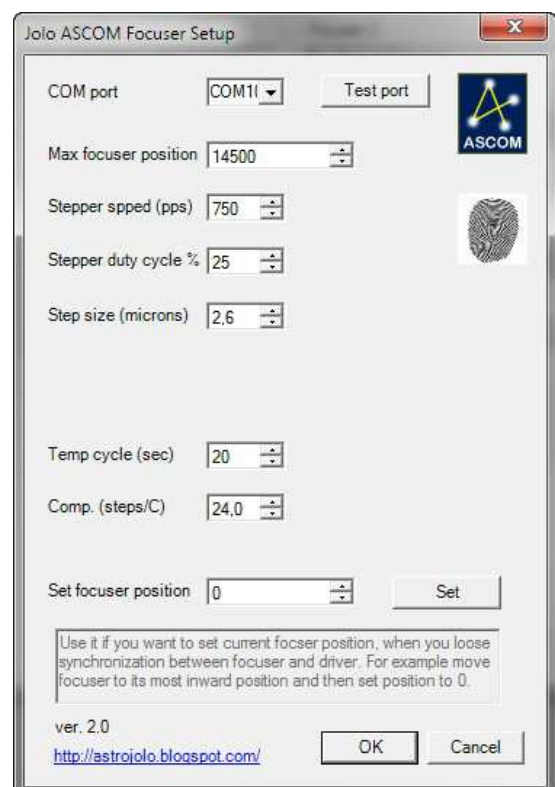 Jolo ASCOM Focuser Setup
COM port
Test port
ASCOM
Max focuser position 14500
Stepper spped (pps) 750
Stepper duty cycle % 25
Step size (microns) 2,6
Temp cycle (sec) 20
Comp. (steps/C) 24,0
Set focuser position 0 Set
Use it if you want to set current focser position, when you loose
synchronization between focuser and driver. For example move
focuser to its most inward position and then set position to 0.
ver. 2.0
http://astrojolo.blogspot.com/
OK Cancel